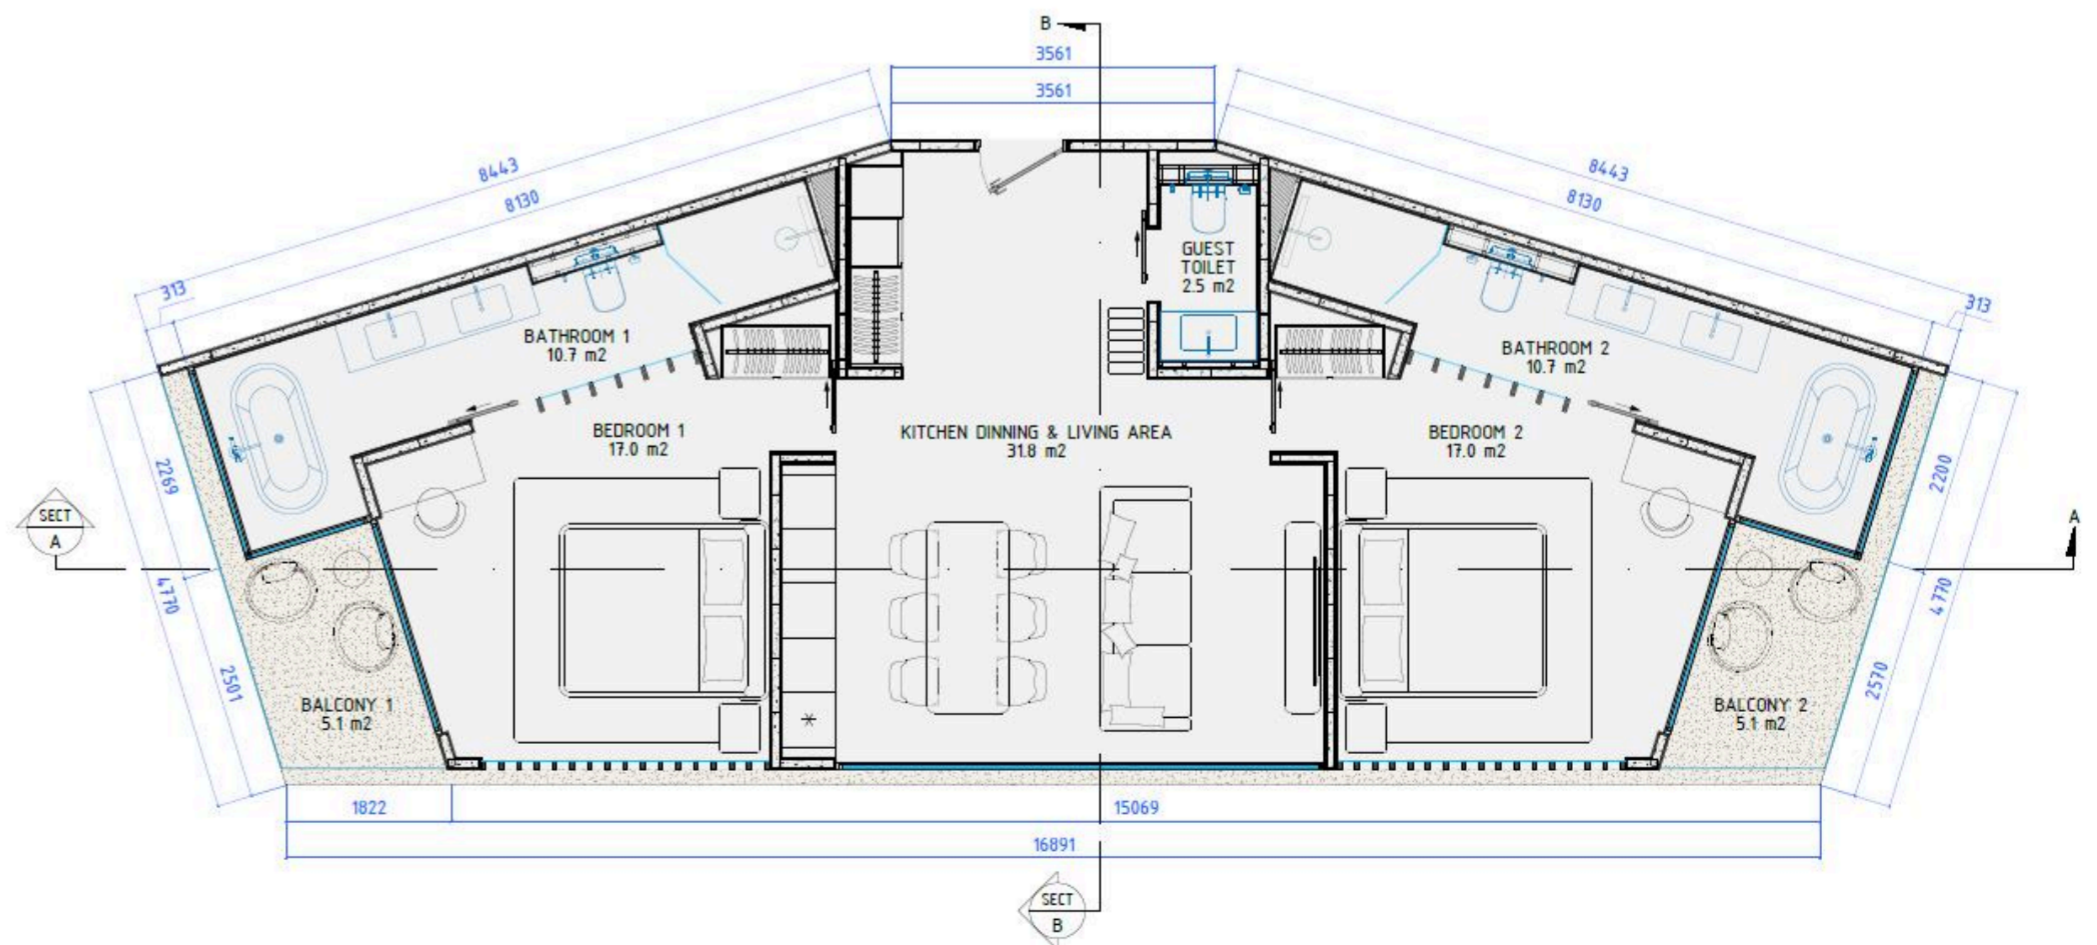 B
3561
3561
8443
8130
313
8443
8130
313
GUEST
TOILET
2.5 m2
BATHROOM 1
10.7 m2
BATHROOM 2
10.7 m2
BEDROOM 1
17.0 m2
KITCHEN DINNING & LIVING AREA
31.8 m2
BEDROOM 2
17.0 m2
2269
2200
SECT
A
A
4770
4770
2501
2570
BALCONY 1
5.1 m2
BALCONY 2
5.1 m2
*
1822
15069
16891
SECT
B